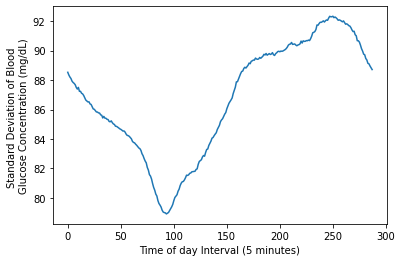 92
90
88
86
84
82
80
Standard Deviation of Blood
Glucose Concentration (mg/dL)
0 50 100 150 200 250 300
Time of day Interval (5 minutes)